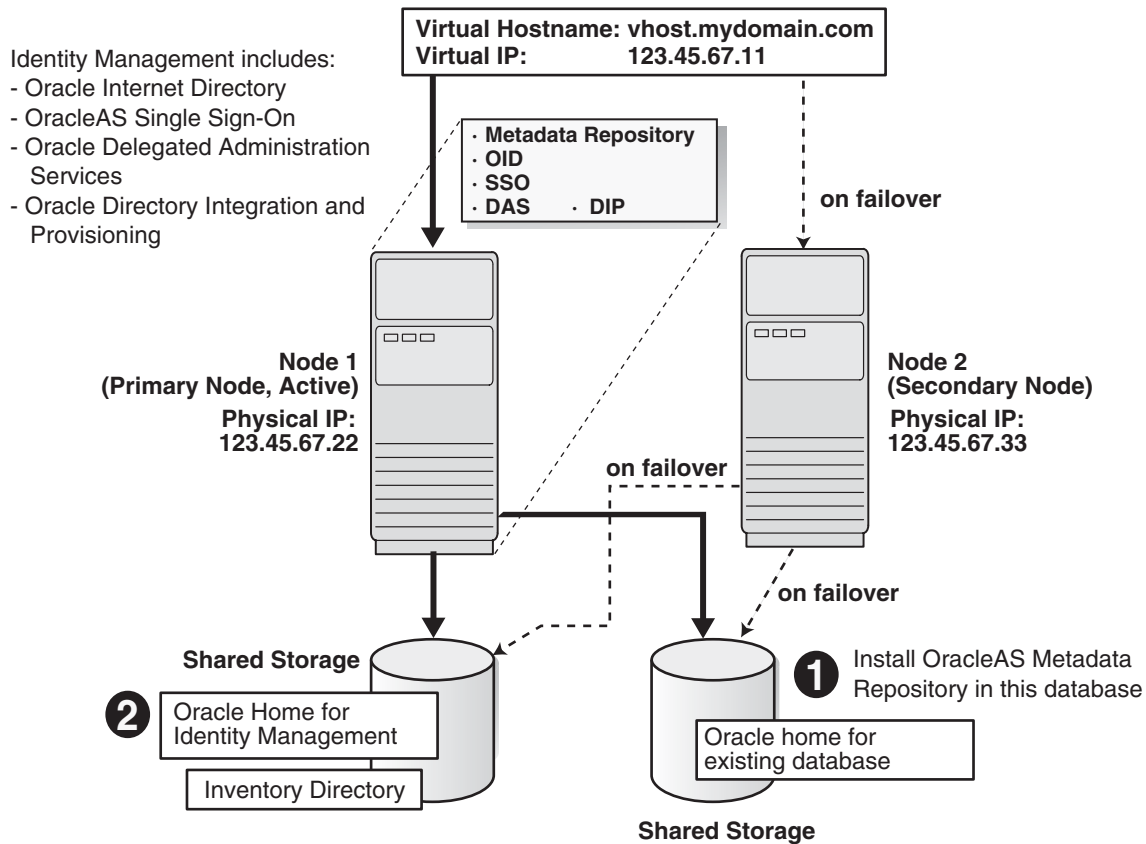 Virtual Hostname: vhost.mydomain.com
Virtual IP: 123.45.67.11
Identity Management includes:
- Oracle Internet Directory
- OracleAS Single Sign-On
- Oracle Delegated Administration
Services
- Oracle Directory Integration and
Provisioning
· Metadata Repository
· OID
· SSO
· DAS · DIP
on failover
Node 1
(Primary Node, Active)
Physical IP:
123.45.67.22
Node 2
(Secondary Node)
Physical IP:
123.45.67.33
on failover
on failover
Shared Storage
2
Oracle Home for
Identity Management
Inventory Directory
1
Install OracleAS Metadata
Repository in this database
Oracle home for
existing database
Shared Storage